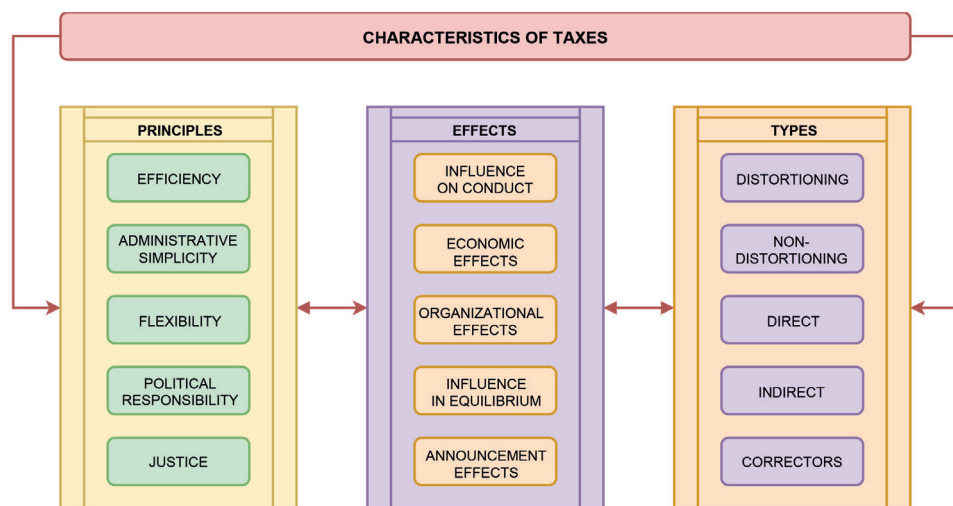 CHARACTERISTICS OF TAXES
PRINCIPLES
EFFICIENCY
ADMINISTRATIVE
SIMPLICITY
FLEXIBILITY
POLITICAL
RESPONSIBILITY
JUSTICE
EFFECTS
INFLUENCE
ON CONDUCT
ECONOMIC
EFFECTS
ORGANIZATIONAL
EFFECTS
INFLUENCE
IN EQUILIBRIUM
ANNOUNCEMENT
EFFECTS
TYPES
DISTORTIONING
NON-
DISTORTIONING
DIRECT
INDIRECT
CORRECTORS